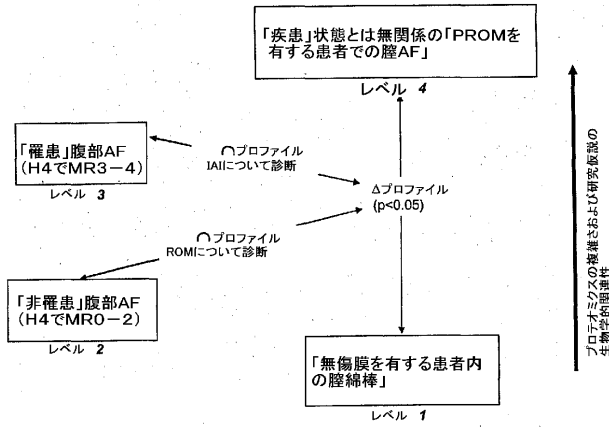 「疾患」状態とは無関係の「PROMを
有する患者での膣AF」
レベル 4
「罹患」腹部AF
(H4でMR3-4)
レベル 3
∩プロファイル
IAIについて診断
Δプロファイル
(p<0.05)
∩プロファイル
ROMについて診断
「非罹患」腹部AF
(H4でMR0-2)
レベル 2
「無傷膜を有する患者内
の膣綿棒」
レベル 1
プロテオミクスの複雑さおよび研究仮説の
生物学的関連性